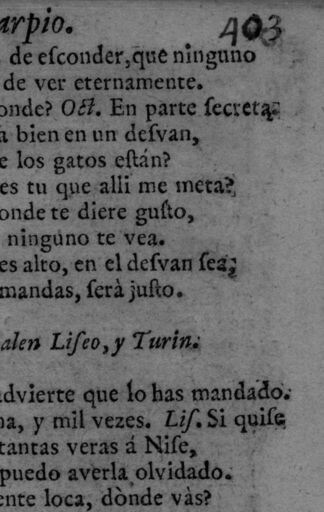 arpio.
403
de esconder, que ninguno
de ver eternamente.
onde? Oct. En parte secreta:
à bien en un desvan,
e los gatos están?
es tu que alli me meta?
onde te diere gusto,
ninguno te vea.
es alto, en el desvan sea;
mandas, serà justo.
alen Liseo, y Turin.
advierte que lo has mandado.
na, y mil vezes. Lis. Si quise
tantas veras á Nise,
puedo averla olvidado.
ente loca, dònde vàs?